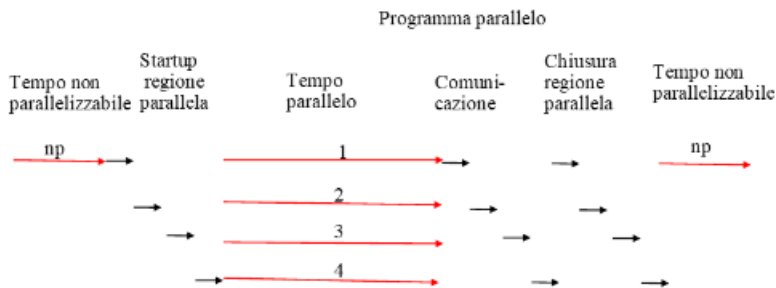 Programma parallelo
Tempo non
parallelizzabile
Startup
regione
parallela
Tempo
parallelo
Comuni-
cazione
Chiusura
regione
parallela
Tempo non
parallelizzabile
np
1
np
2
3
4